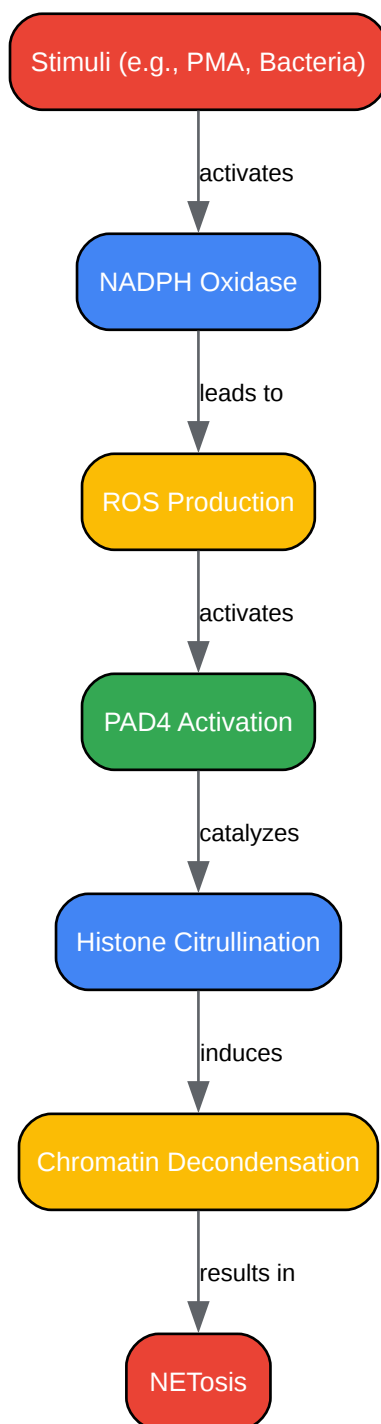 Stimuli (e.g., PMA, Bacteria)
activates
NADPH Oxidase
leads to
ROS Production
activates
PAD4 Activation
catalyzes
Histone Citrullination
induces
Chromatin Decondensation
results in
NETosis